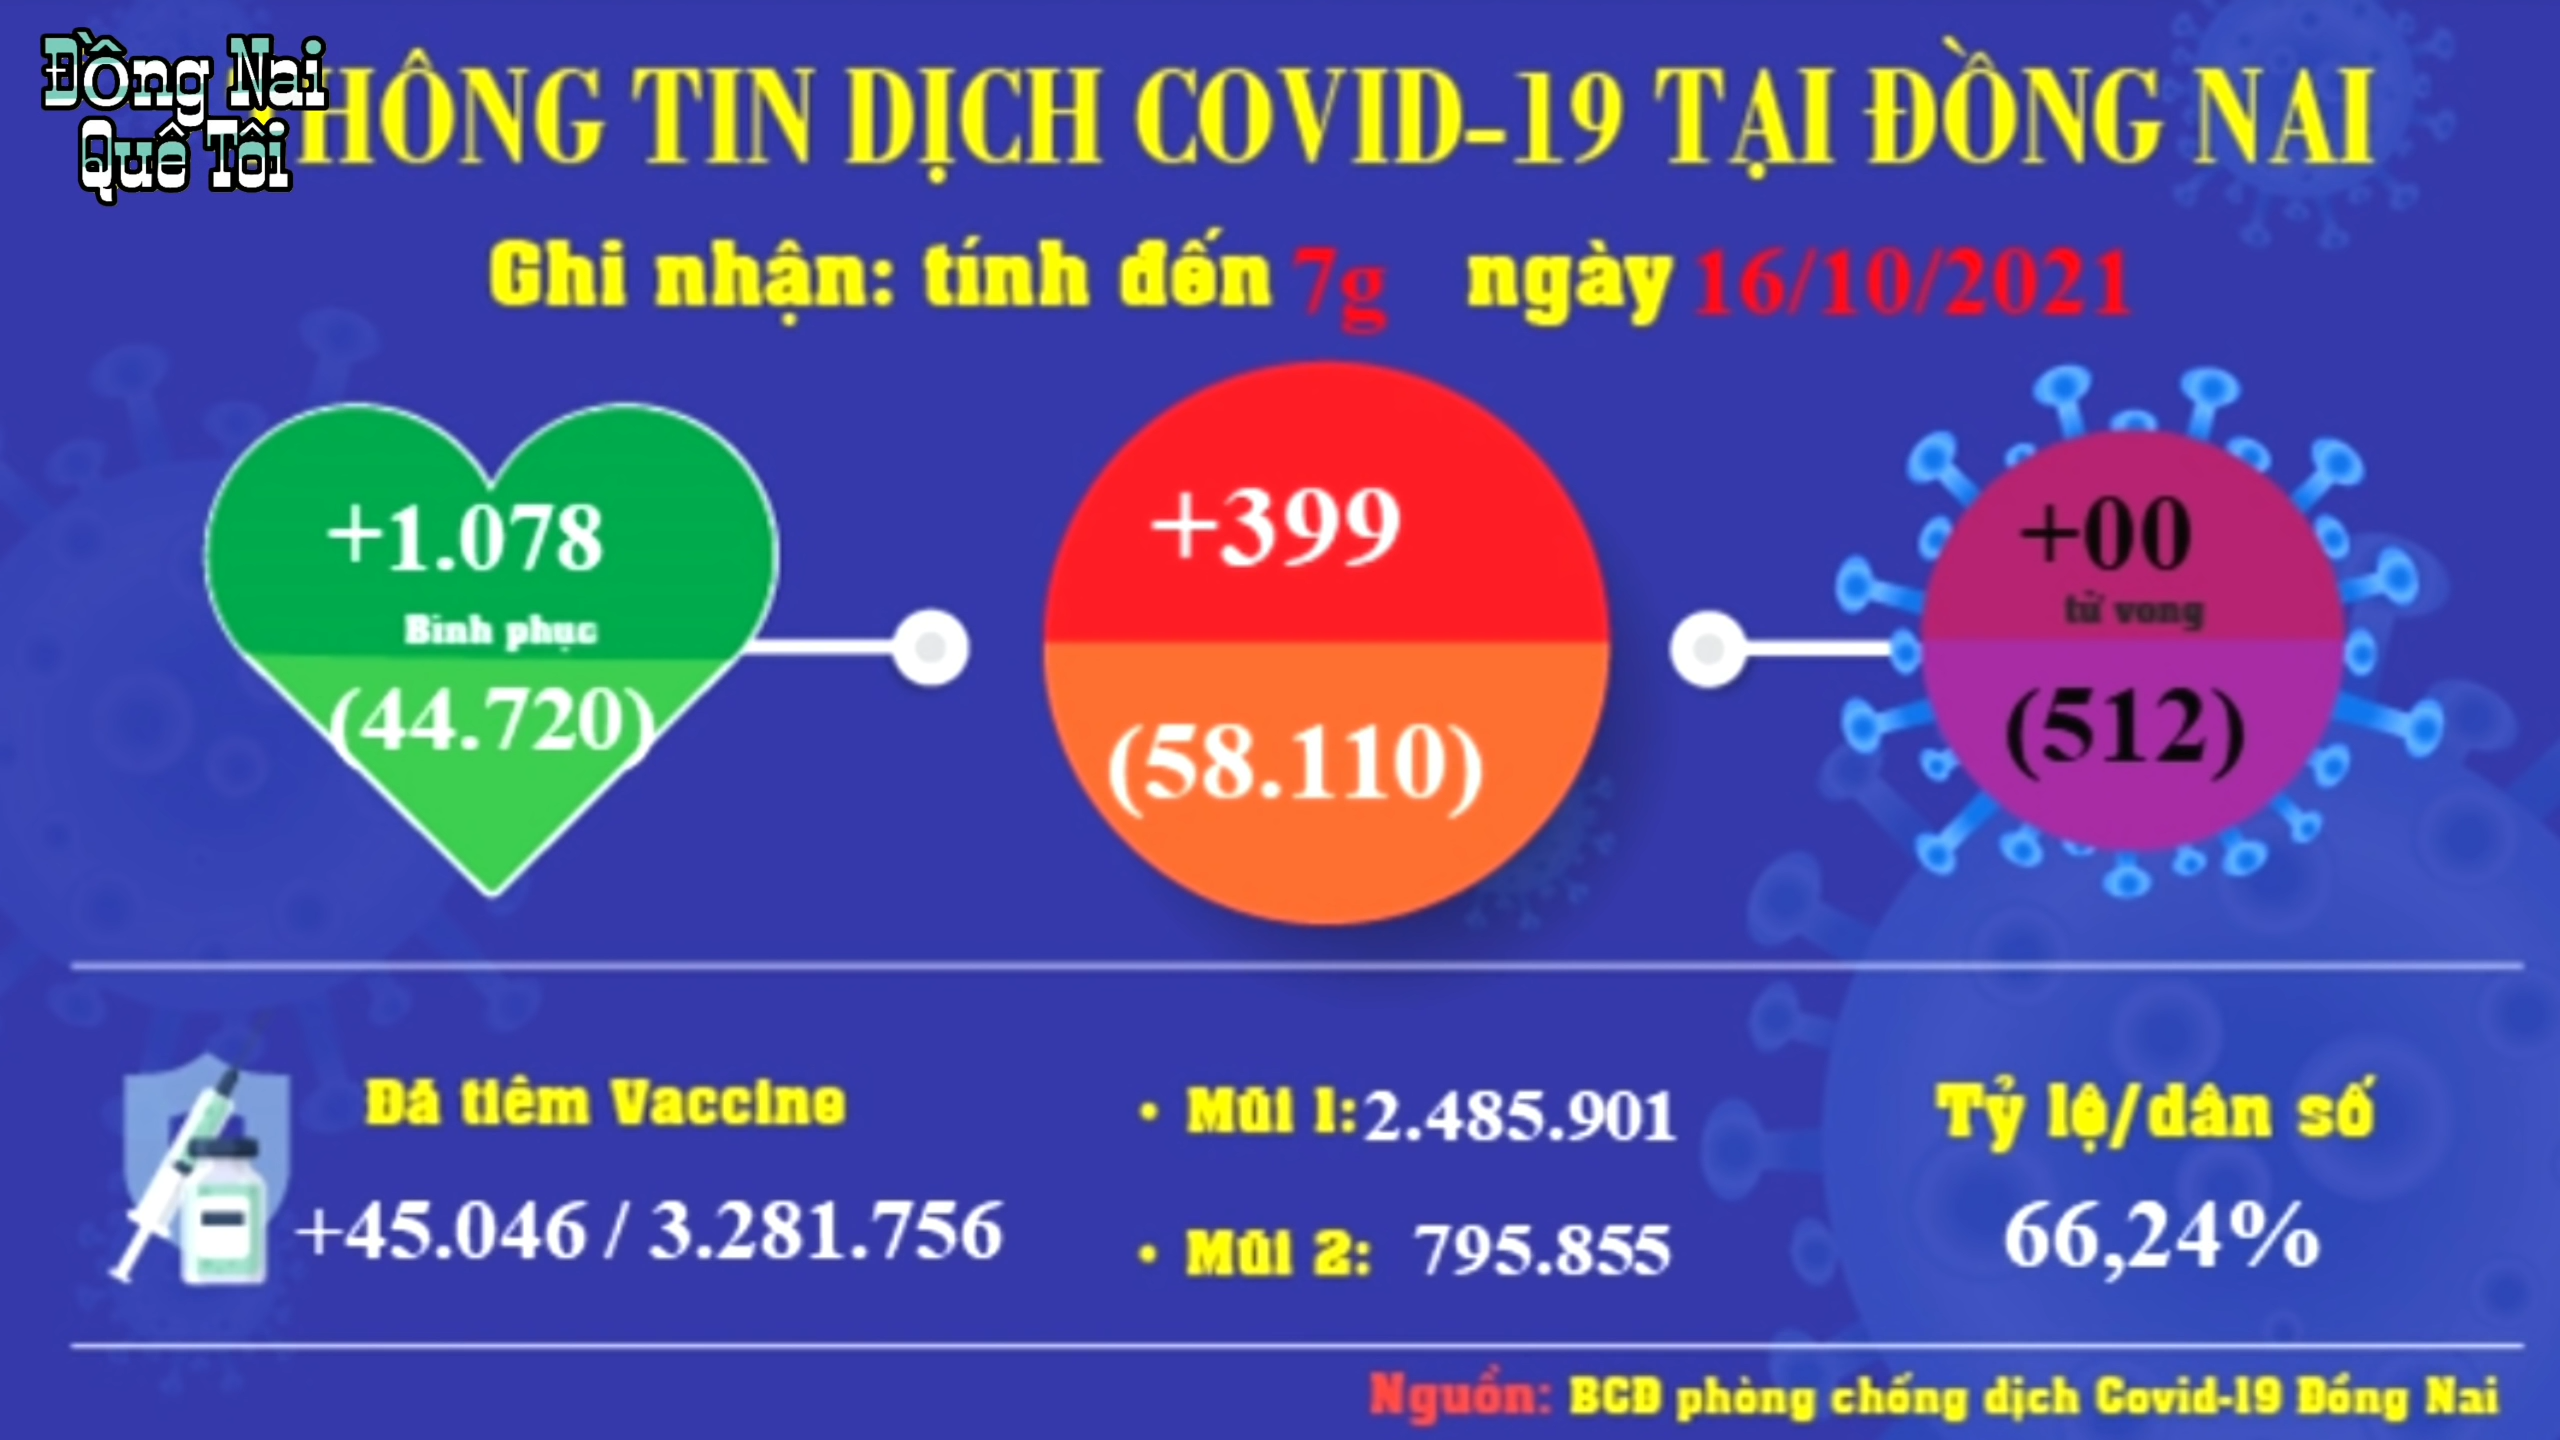 Đồng Nai
Quê Tôi
HÔNG TIN DỊCH COVID-19 TẠI ĐỒNG NAI
Ghi nhận: tính đến 7g ngày 16/10/2021
+1.078
Bình phục
(44.720)
+399
(58.110)
+00
tử vong
(512)
Đã tiêm Vaccine
+45.046 / 3.281.756
• Mũi 1: 2.485.901
• Mũi 2: 795.855
Tỷ lệ/dân số
66,24%
Nguồn: BCĐ phòng chống dịch Covid-19 Đồng Nai